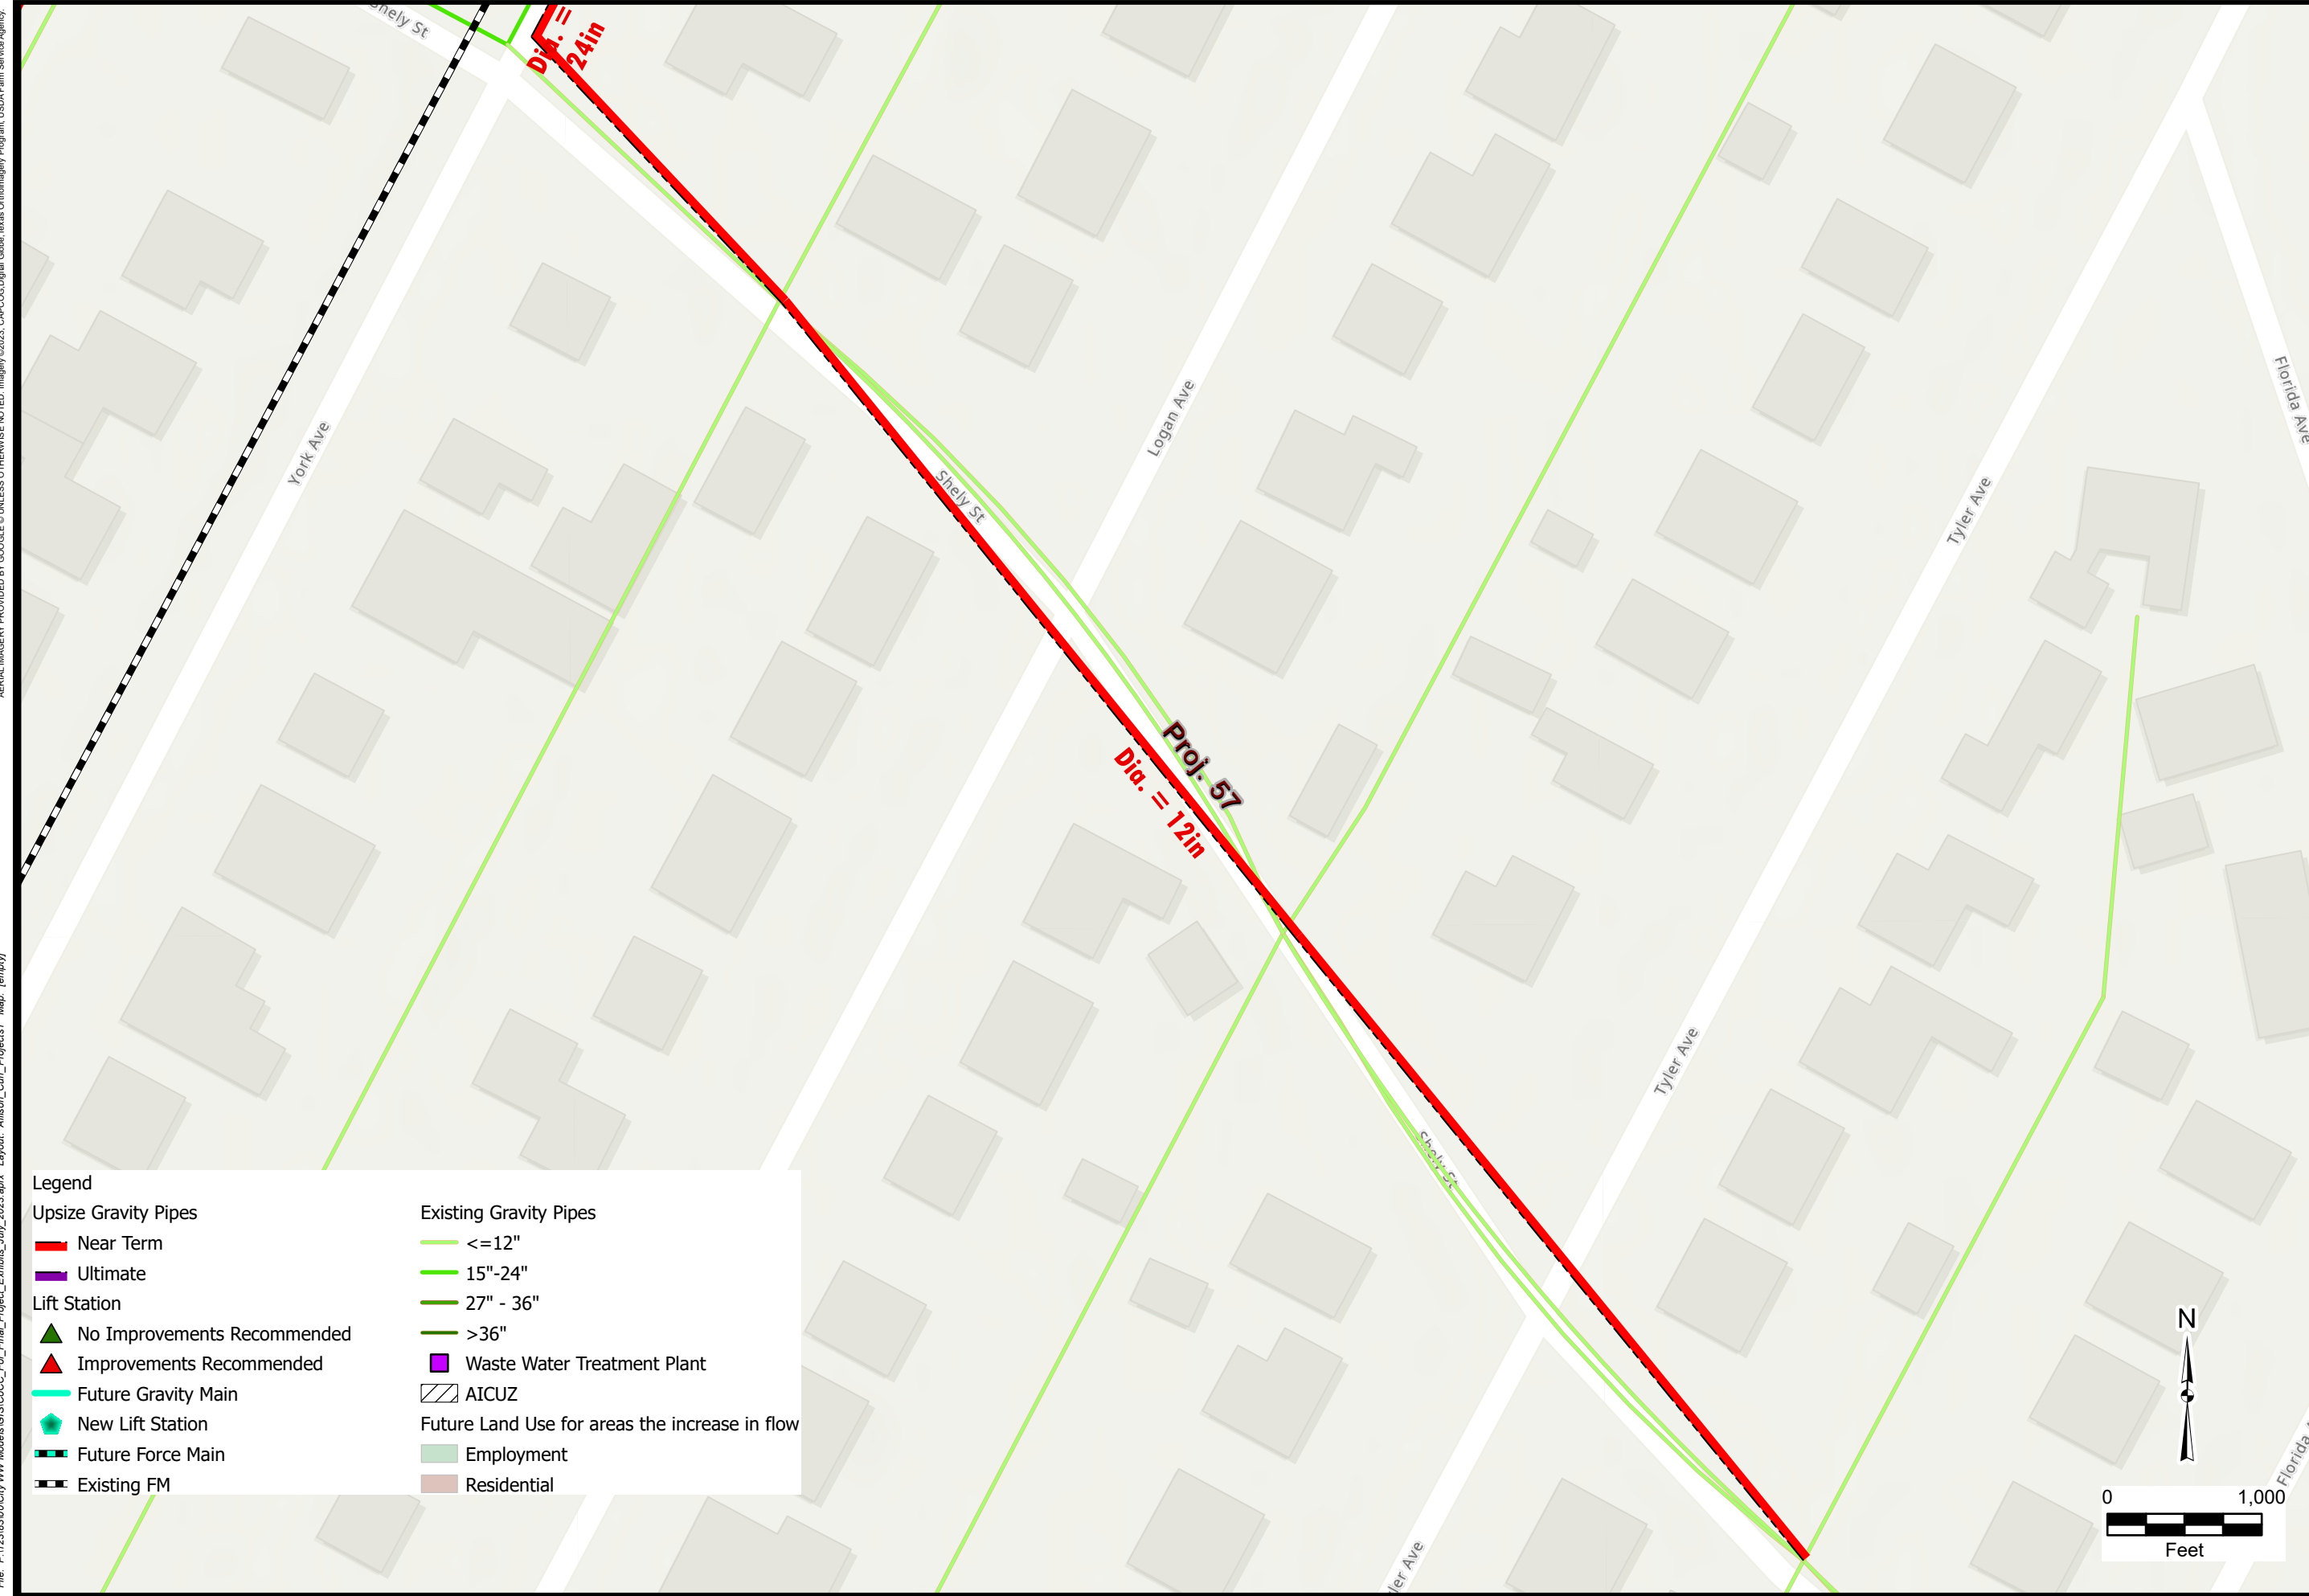 Shely St
Dia. =
24in
York Ave
Logan Ave
Shely St
Florida Ave
Tyler Ave
Proj. 57
Dia. = 12in
Tyler Ave
Shely St
Legend
Upsize Gravity Pipes
Near Term
Ultimate
Lift Station
No Improvements Recommended
Improvements Recommended
Future Gravity Main
New Lift Station
Future Force Main
Existing FM
Existing Gravity Pipes
<=12"
15"-24"
27" - 36"
>36"
Waste Water Treatment Plant
AICUZ
Future Land Use for areas the increase in flow
Employment
Residential
N
0 1,000
Feet
Florida
ler Ave